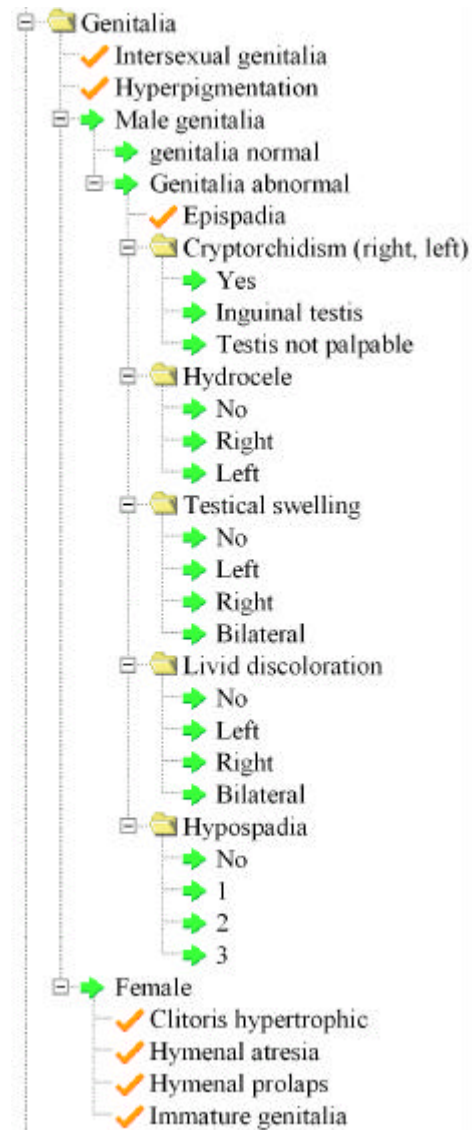 Genitalia
Intersexual genitalia
Hyperpigmentation
Male genitalia
genitalia normal
Genitalia abnormal
Epispadia
Cryptorchidism (right, left)
Yes
Inguinal testis
Testis not palpable
Hydrocele
No
Right
Left
Testical swelling
No
Left
Right
Bilateral
Livid discoloration
No
Left
Right
Bilateral
Hypospadia
No
1
2
3
Female
Clitoris hypertrophic
Hymenal atresia
Hymenal prolaps
Immature genitalia